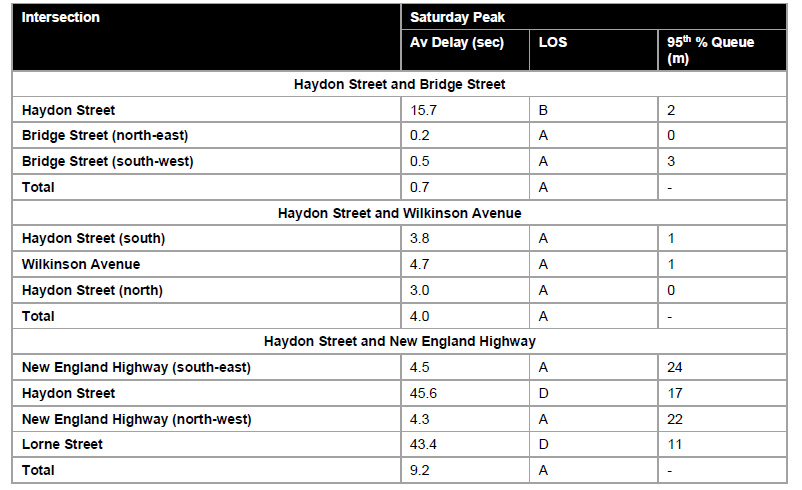 Intersection Saturday Peak
Av Delay (sec) LOS 95th % Queue
(m)
Haydon Street and Bridge Street
Haydon Street 15.7 B 2
Bridge Street (north-east) 0.2 A 0
Bridge Street (south-west) 0.5 A 3
Total 0.7 A -
Haydon Street and Wilkinson Avenue
Haydon Street (south) 3.8 A 1
Wilkinson Avenue 4.7 A 1
Haydon Street (north) 3.0 A 0
Total 4.0 A -
Haydon Street and New England Highway
New England Highway (south-east) 4.5 A 24
Haydon Street 45.6 D 17
New England Highway (north-west) 4.3 A 22
Lorne Street 43.4 D 11
Total 9.2 A -